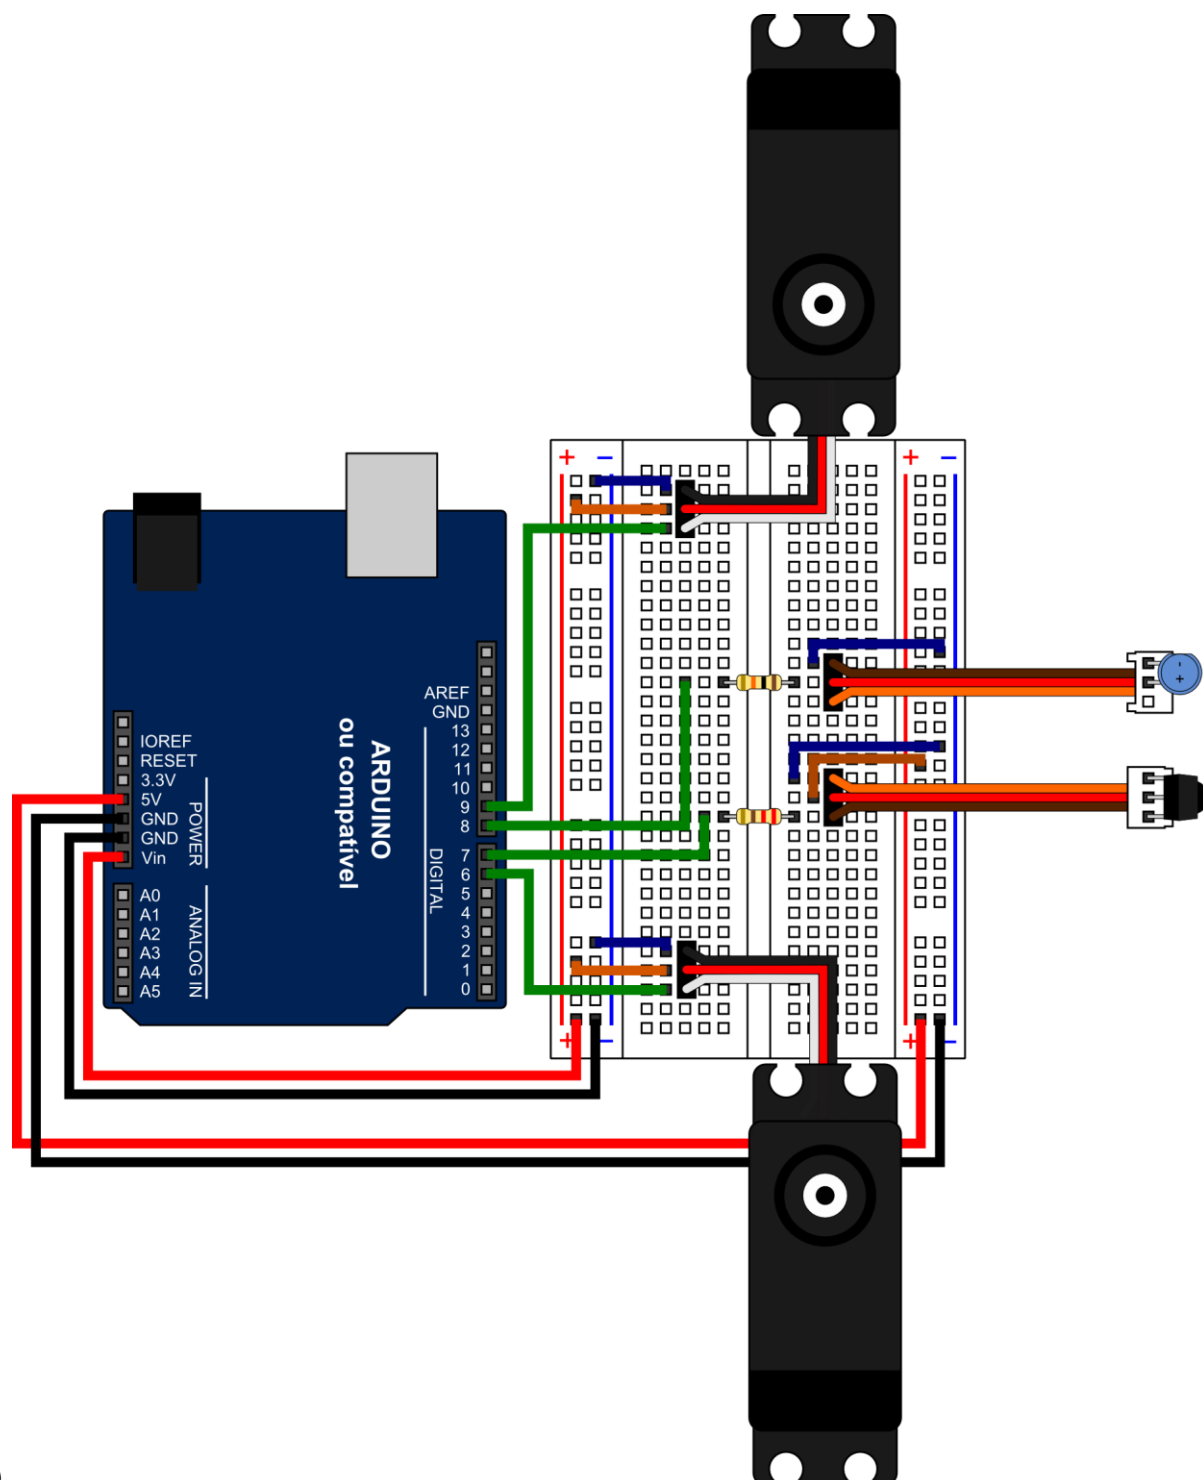 + − + −
AREF
GND
13
12
11
10
9
8
7
6
5
4
3
2
1
0
DIGITAL
ARDUINO
ou compatível
IOREF
RESET
3.3V
5V
GND
GND
Vin
POWER
A0
A1
A2
A3
A4
A5
ANALOG IN
-
+
+ − + −